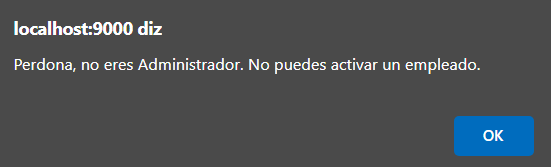 localhost:9000 diz
Perdona, no eres Administrador. No puedes activar un empleado.
OK